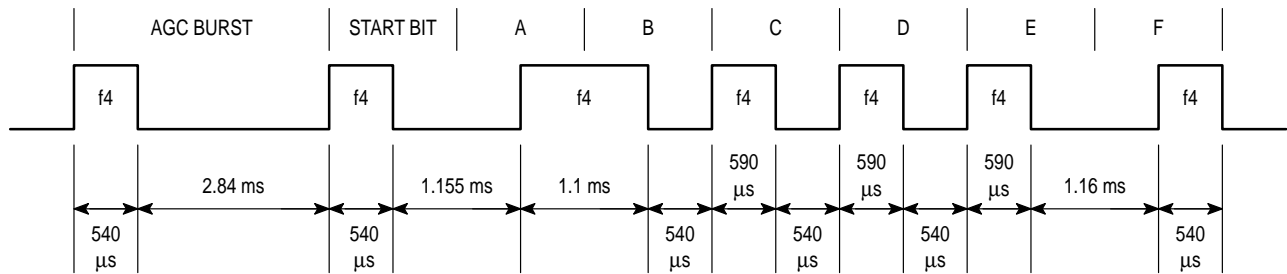 AGC BURST START BIT A B C D E F
f4 f4 f4 f4 f4 f4 f4
2.84 ms 1.155 ms 1.1 ms 590 μs 590 μs 590 μs 1.16 ms
540 μs 540 μs 540 μs 540 μs 540 μs 540 μs